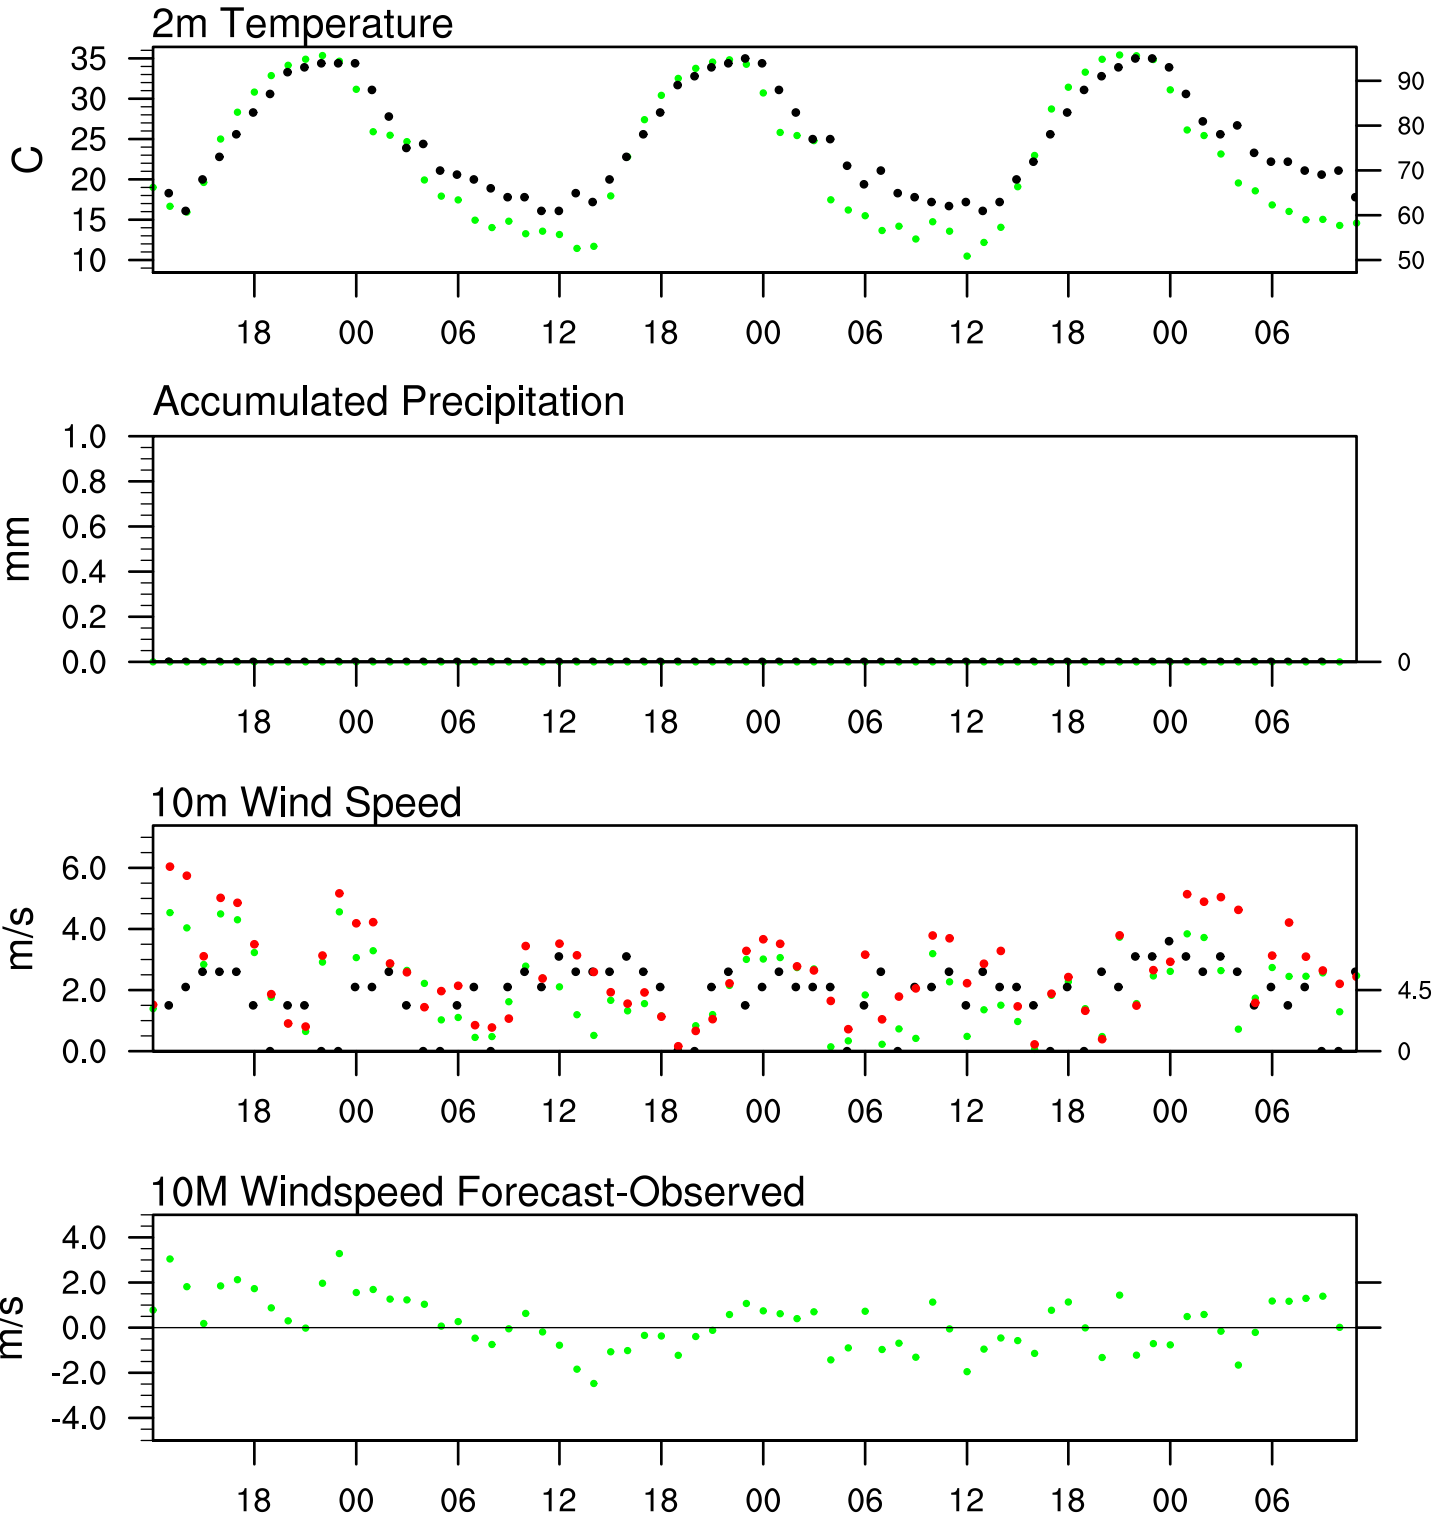 2m Temperature
35
30
25
20
15
10
C
90
80
70
60
50
18 00 06 12 18 00 06 12 18 00 06
Accumulated Precipitation
1.0
0.8
0.6
0.4
0.2
0.0
mm
0
18 00 06 12 18 00 06 12 18 00 06
10m Wind Speed
6.0
4.0
2.0
0.0
m/s
4.5
0
18 00 06 12 18 00 06 12 18 00 06
10M Windspeed Forecast-Observed
4.0
2.0
0.0
-2.0
-4.0
m/s
18 00 06 12 18 00 06 12 18 00 06